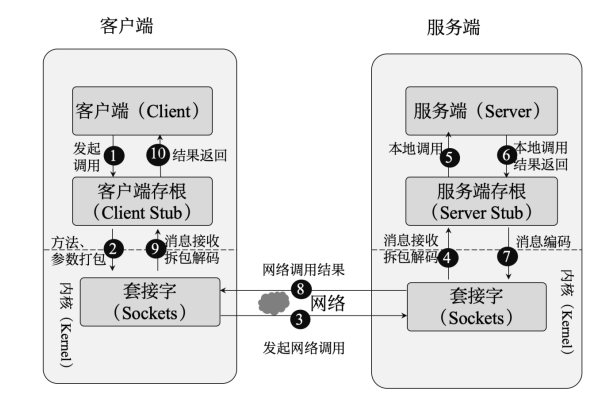 客户端
服务端
客户端（Client）
服务端（Server）
发起
调用
1
10
结果返回
本地调用
5
6
本地调用
结果返回
客户端存根
（Client Stub）
服务端存根
（Server Stub）
方法、
参数打包
2
9
消息接收
拆包解码
消息接收
拆包解码
4
7
消息编码
网络调用结果
8
网络
3
发起网络调用
内核（Kernel）
套接字
（Sockets）
套接字
（Sockets）
内核（Kernel）